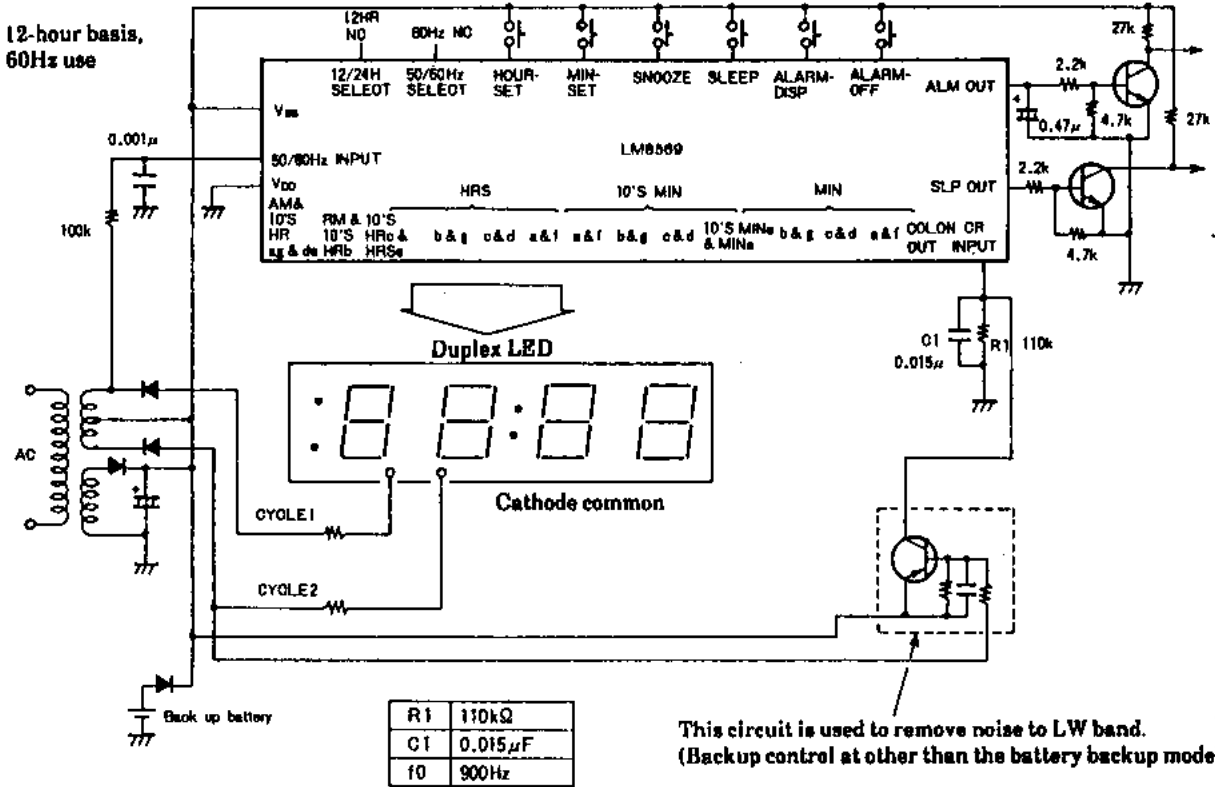 12-hour basis,
60Hz use
12HR
NC
60Hz NC
27k
12/24H
SELECT
50/60Hz
SELECT
HOUR-
SET
MIN-
SET
SNOOZE
SLEEP
ALARM-
DISP
ALARM-
OFF
ALM OUT
2.2k
4.7k
0.47μ
27k
0.001μ
50/60Hz INPUT
LM8569
VDD
2.2k
SLP OUT
4.7k
100k
HRS
10'S MIN
MIN
AM&
10'S
HR
ag & de
10'S
HRb
10'S
HRc &
HRSe
b&g c&d a&f a&f b&g c&d
10'S MINe
& MINe
b&g c&d a&f
COLON
OUT
CR
INPUT
Duplex LED
C1
0.015μ
R1
110k
AC
Cathode common
CYCLE1
CYCLE2
Back up battery
R1 110kΩ
C1 0.015μF
f0 900Hz
This circuit is used to remove noise to LW band.
(Backup control at other than the battery backup mode